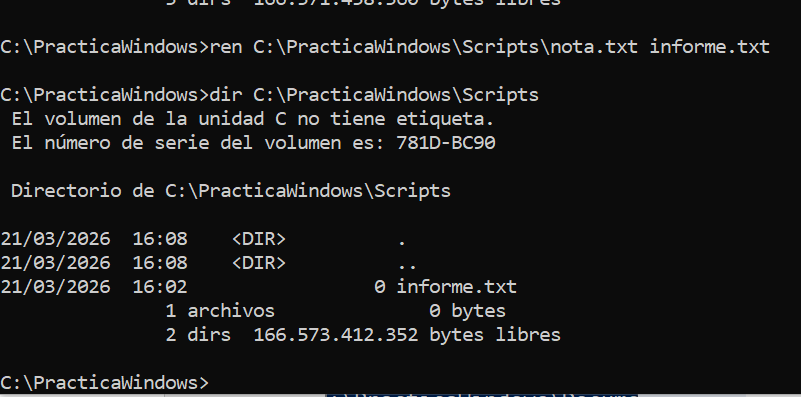 C:\PracticaWindows>ren C:\PracticaWindows\Scripts\nota.txt informe.txt
C:\PracticaWindows>dir C:\PracticaWindows\Scripts
El volumen de la unidad C no tiene etiqueta.
El número de serie del volumen es: 781D-BC90
Directorio de C:\PracticaWindows\Scripts
21/03/2026  16:08    <DIR>          .
21/03/2026  16:08    <DIR>          ..
21/03/2026  16:02                 0 informe.txt
1 archivos              0 bytes
2 dirs  166.573.412.352 bytes libres
C:\PracticaWindows>